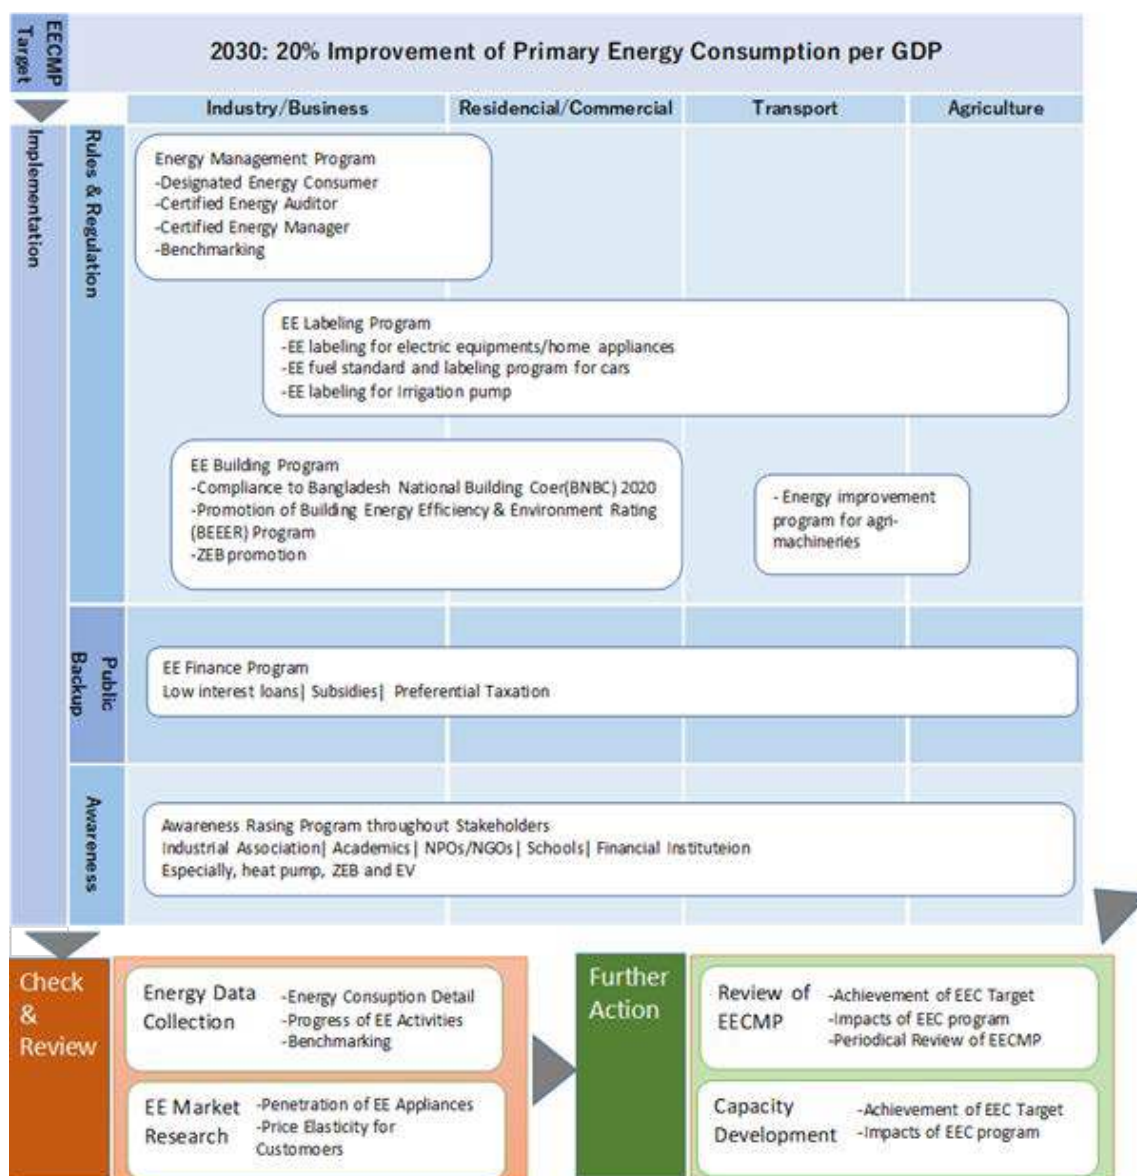 EECMP
Target
2030: 20% Improvement of Primary Energy Consumption per GDP
Industry/Business
Residencial/Commercial
Transport
Agriculture
Implementation
Rules & Regulation
Energy Management Program
-Designated Energy Consumer
-Certified Energy Auditor
-Certified Energy Manager
-Benchmarking
EE Labeling Program
-EE labeling for electric equipments/home appliances
-EE fuel standard and labeling program for cars
-EE labeling for Irrigation pump
EE Building Program
-Compliance to Bangladesh National Building Coer(BNBC) 2020
-Promotion of Building Energy Efficiency & Environment Rating
(BEEER) Program
-ZEB promotion
- Energy improvement
program for agri-
machineries
Public
Backup
EE Finance Program
Low interest loans| Subsidies| Preferential Taxation
Awareness
Awareness Rasing Program throughout Stakeholders
Industrial Association| Academics| NPOs/NGOs| Schools| Financial Instituteion
Especially, heat pump, ZEB and EV
Check
&
Review
Energy Data
Collection
-Energy Consuption Detail
-Progress of EE Activities
-Benchmarking
EE Market
Research
-Penetration of EE Appliances
-Price Elasticity for
Customoers
Further
Action
Review of
EECMP
-Achievement of EEC Target
-Impacts of EEC program
-Periodical Review of EECMP
Capacity
Development
-Achievement of EEC Target
-Impacts of EEC program